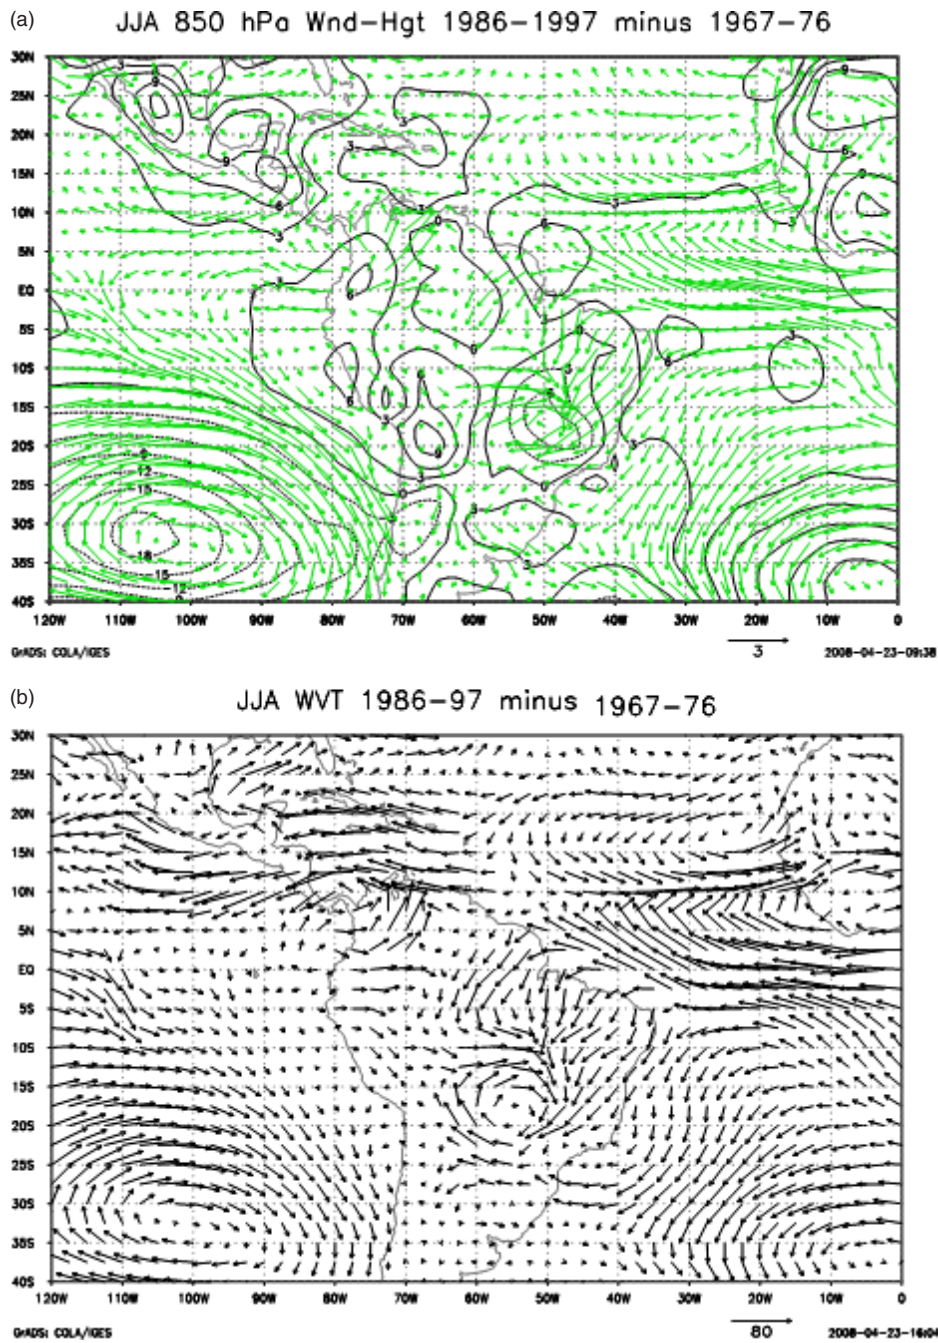 (a)
JJA 850 hPa Wnd-Hgt 1986-1997 minus 1967-76
30N
25N
20N
15N
10N
5N
EQ
5S
10S
15S
20S
25S
30S
35S
40S
120W 110W 100W 90W 80W 70W 60W 50W 40W 30W 20W 10W 0
3
GrADS: COLA/IGES 2008-04-23-09:38
(b)
JJA WVT 1986-97 minus 1967-76
30N
25N
20N
15N
10N
5N
EQ
5S
10S
15S
20S
25S
30S
35S
40S
120W 110W 100W 90W 80W 70W 60W 50W 40W 30W 20W 10W 0
80
GrADS: COLA/IGES